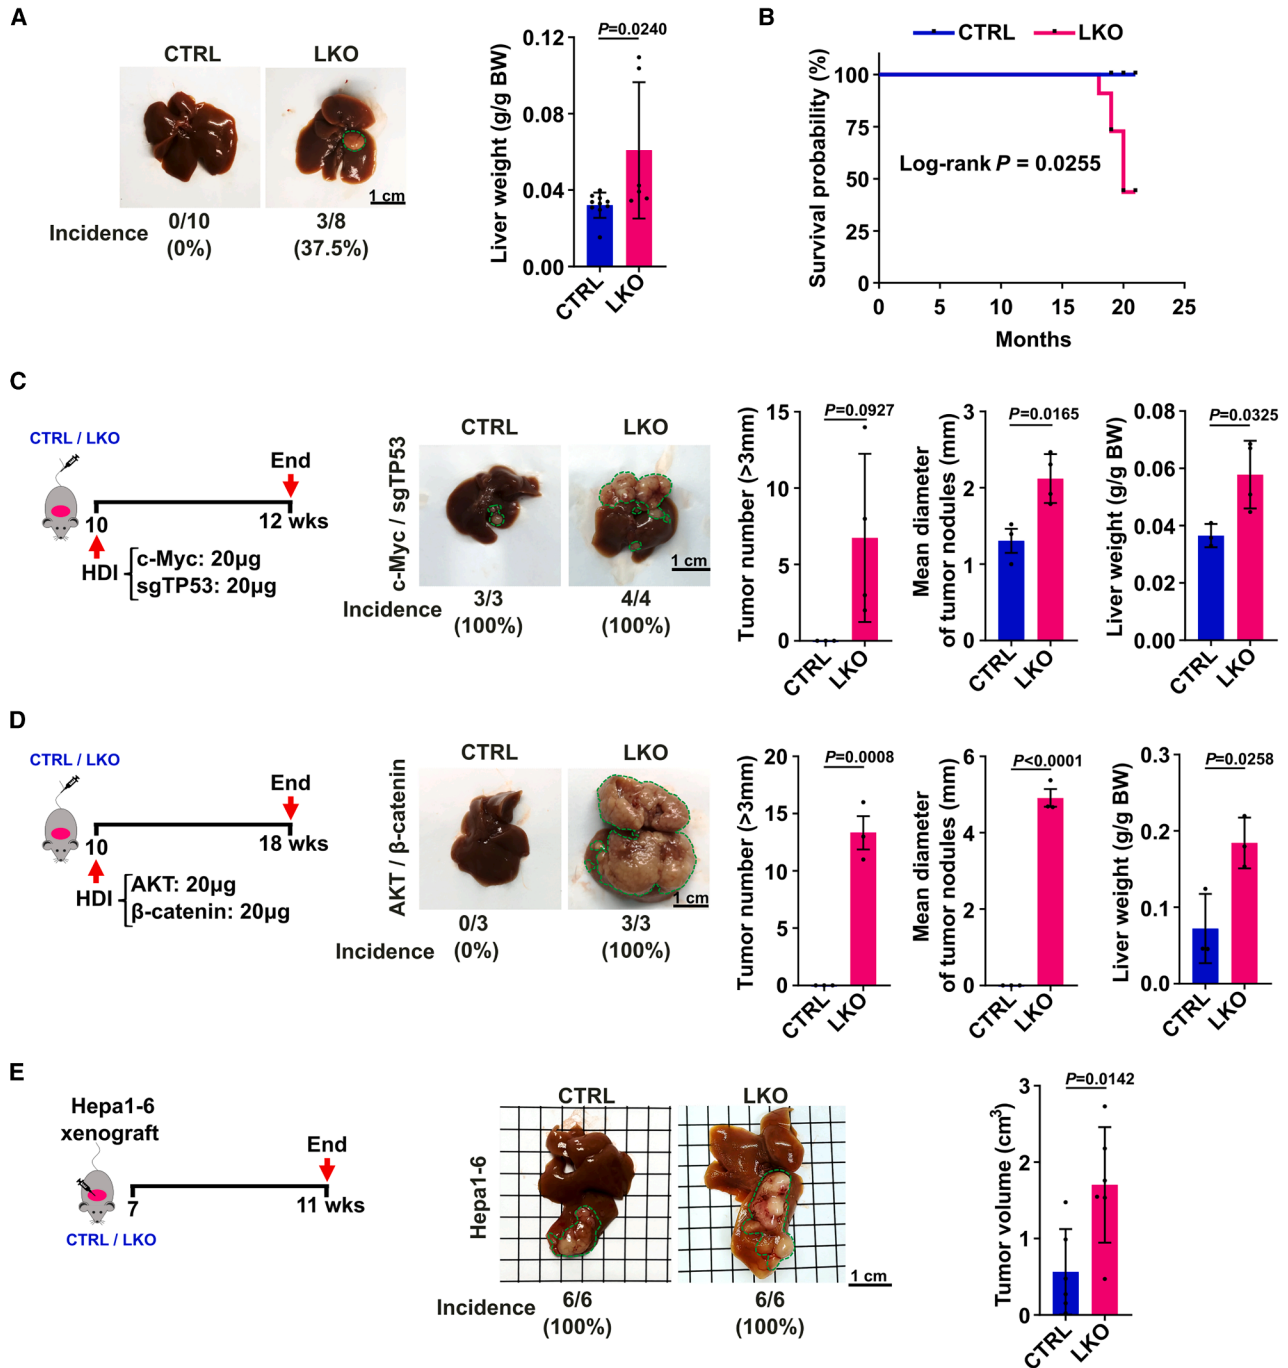 A
CTRL
LKO
1 cm
Incidence
0/10
(0%)
3/8
(37.5%)
Liver weight (g/g BW)
P=0.0240
0.12
0.08
0.04
0.00
CTRL
LKO
B
CTRL
LKO
Survival probability (%)
100
75
50
25
0
Log-rank P = 0.0255
0
5
10
15
20
25
Months
C
CTRL / LKO
End
10
12 wks
HDI
c-Myc: 20µg
sgTP53: 20µg
c-Myc / sgTP53
CTRL
LKO
1 cm
Incidence
3/3
(100%)
4/4
(100%)
Tumor number (>3mm)
P=0.0927
15
10
5
0
CTRL
LKO
Mean diameter
of tumor nodules (mm)
P=0.0165
3
2
1
0
CTRL
LKO
Liver weight (g/g BW)
P=0.0325
0.08
0.06
0.04
0.02
0.00
CTRL
LKO
D
CTRL / LKO
End
10
18 wks
HDI
AKT: 20µg
β-catenin: 20µg
AKT / β-catenin
CTRL
LKO
1 cm
Incidence
0/3
(0%)
3/3
(100%)
Tumor number (>3mm)
P=0.0008
20
15
10
5
0
CTRL
LKO
Mean diameter
of tumor nodules (mm)
P<0.0001
6
4
2
0
CTRL
LKO
Liver weight (g/g BW)
P=0.0258
0.3
0.2
0.1
0.0
CTRL
LKO
E
Hepa1-6
xenograft
End
7
11 wks
CTRL / LKO
Hepa1-6
CTRL
LKO
1 cm
Incidence
6/6
(100%)
6/6
(100%)
Tumor volume (cm³)
P=0.0142
3
2
1
0
CTRL
LKO